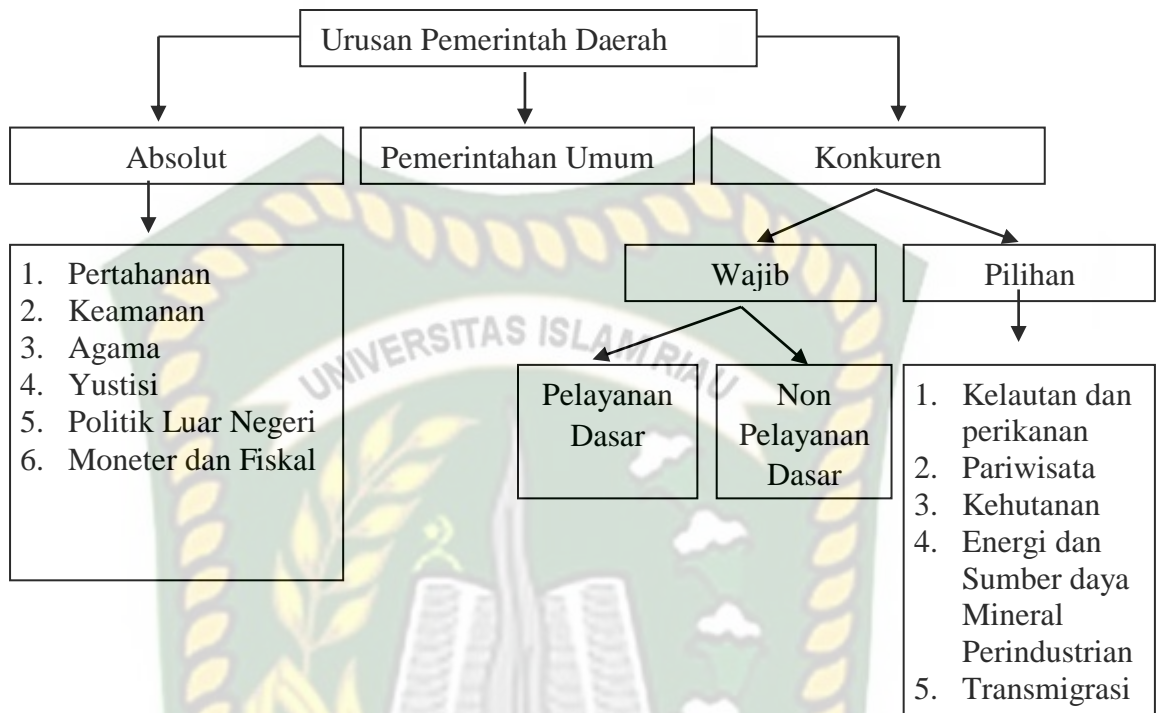 Urusan Pemerintah Daerah
Absolut
Pemerintahan Umum
Konkuren
1. Pertahanan
2. Keamanan
3. Agama
4. Yustisi
5. Politik Luar Negeri
6. Moneter dan Fiskal
Wajib
Pilihan
Pelayanan
Dasar
Non
Pelayanan
Dasar
1. Kelautan dan
perikanan
2. Pariwisata
3. Kehutanan
4. Energi dan
Sumber daya
Mineral
Perindustrian
5. Transmigrasi
UNIVERSITAS ISLAM RIAU